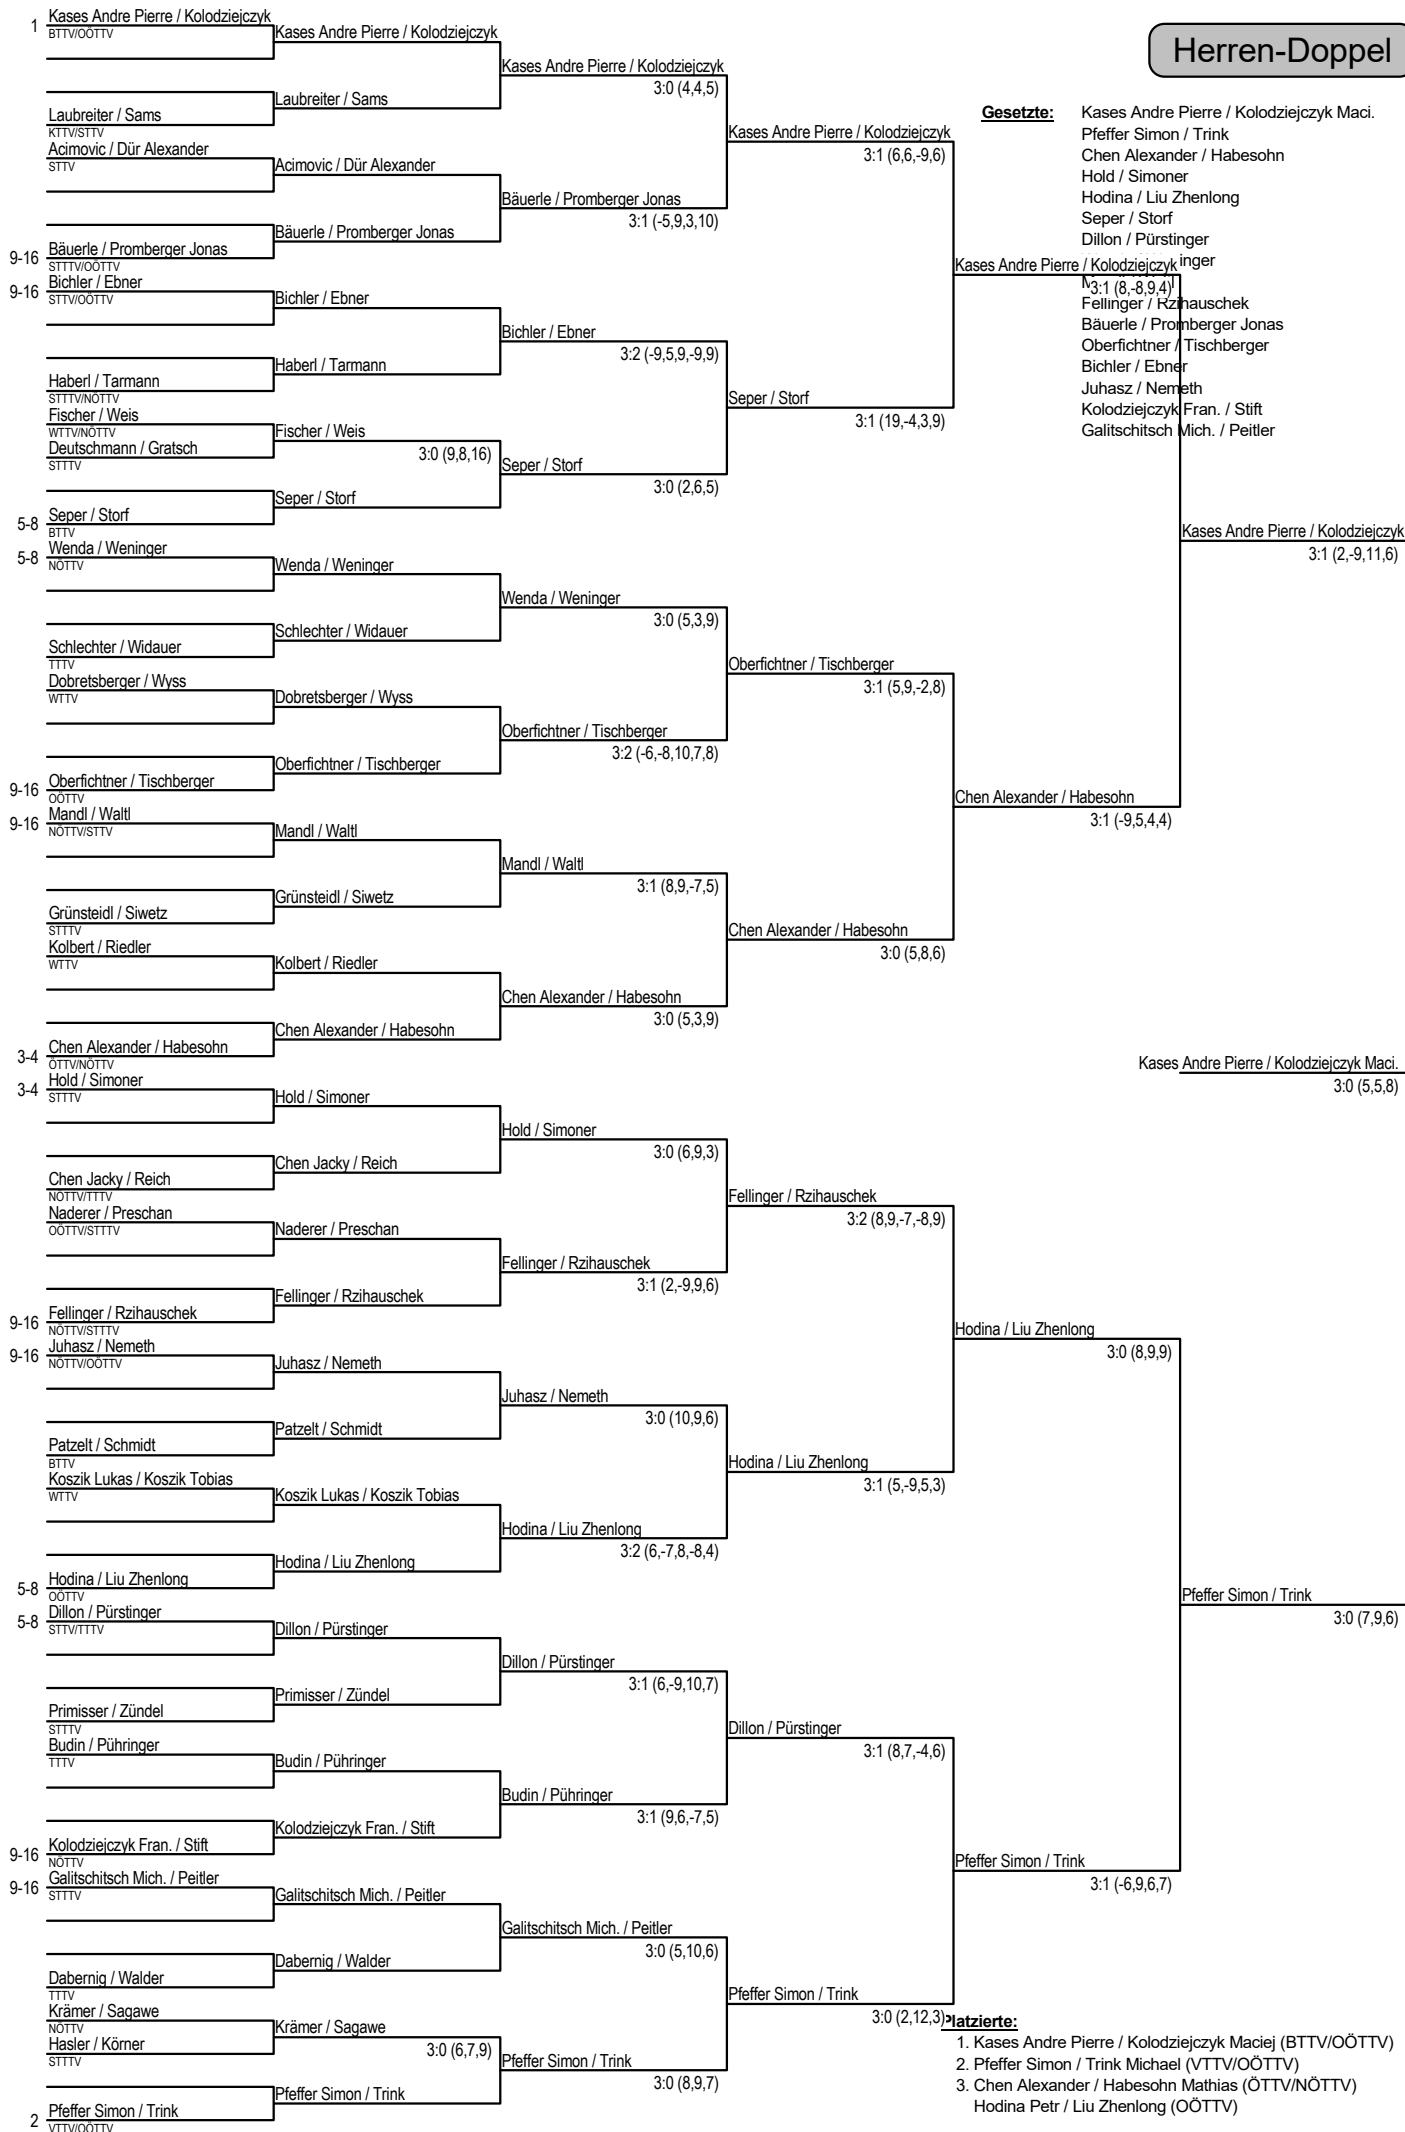 Herren-Doppel
Gesetzte:
Kases Andre Pierre / Kolodziejczyk Maci.
Pfeffer Simon / Trink
Chen Alexander / Habesohn
Hold / Simoner
Hodina / Liu Zhenlong
Seper / Storf
Dillon / Pürstinger
inger
Fellinger / Rzihauschek
Bäuerle / Promberger Jonas
Oberfichtner / Tischberger
Bichler / Ebner
Juhasz / Nemeth
Kolodziejczyk Fran. / Stift
Galitschitsch Mich. / Peitler
1 Kases Andre Pierre / Kolodziejczyk
BTTV/OÖTTV
Laubreiter / Sams
KTTV/STTV
Acimovic / Dür Alexander
STTV
9-16 Bäuerle / Promberger Jonas
STTTV/OÖTTV
9-16 Bichler / Ebner
STTV/OÖTTV
Haberl / Tarmann
STTTV/NÖTTV
Fischer / Weis
WTTV/NÖTTV
Deutschmann / Gratsch
STTTV
5-8 Seper / Storf
BTTV
5-8 Wenda / Weninger
NÖTTV
Schlechter / Widauer
TTTV
Dobretsberger / Wyss
WTTV
9-16 Oberfichtner / Tischberger
OÖTTV
9-16 Mandl / Waltl
NÖTTV/STTV
Grünsteidl / Siwetz
STTTV
Kolbert / Riedler
WTTV
3-4 Chen Alexander / Habesohn
ÖTTV/NÖTTV
3-4 Hold / Simoner
STTTV
Chen Jacky / Reich
NÖTTV/TTTV
Naderer / Preschan
OÖTTV/STTTV
9-16 Fellinger / Rzihauschek
NÖTTV/STTTV
9-16 Juhasz / Nemeth
NÖTTV/OÖTTV
Patzelt / Schmidt
BTTV
Koszik Lukas / Koszik Tobias
WTTV
5-8 Hodina / Liu Zhenlong
OÖTTV
5-8 Dillon / Pürstinger
STTV/TTTV
Primisser / Zündel
STTTV
Budin / Pühringer
TTTV
9-16 Kolodziejczyk Fran. / Stift
NÖTTV
9-16 Galitschitsch Mich. / Peitler
STTTV
Dabernig / Walder
TTTV
Krämer / Sagawe
NÖTTV
Hasler / Körner
STTTV
2 Pfeffer Simon / Trink
VTTV/OÖTTV
Kases Andre Pierre / Kolodziejczyk
Laubreiter / Sams
Acimovic / Dür Alexander
Bäuerle / Promberger Jonas
Bichler / Ebner
Haberl / Tarmann
Fischer / Weis
3:0 (9,8,16)
Seper / Storf
Wenda / Weninger
Schlechter / Widauer
Dobretsberger / Wyss
Oberfichtner / Tischberger
Mandl / Waltl
Grünsteidl / Siwetz
Kolbert / Riedler
Chen Alexander / Habesohn
Hold / Simoner
Chen Jacky / Reich
Naderer / Preschan
Fellinger / Rzihauschek
Juhasz / Nemeth
Patzelt / Schmidt
Koszik Lukas / Koszik Tobias
Hodina / Liu Zhenlong
Dillon / Pürstinger
Primisser / Zündel
Budin / Pühringer
Kolodziejczyk Fran. / Stift
Galitschitsch Mich. / Peitler
Dabernig / Walder
Krämer / Sagawe
3:0 (6,7,9)
Pfeffer Simon / Trink
Kases Andre Pierre / Kolodziejczyk
3:0 (4,4,5)
Bäuerle / Promberger Jonas
3:1 (-5,9,3,10)
Bichler / Ebner
3:2 (-9,5,9,-9,9)
Seper / Storf
3:0 (2,6,5)
Wenda / Weninger
3:0 (5,3,9)
Oberfichtner / Tischberger
3:2 (-6,-8,10,7,8)
Mandl / Waltl
3:1 (8,9,-7,5)
Chen Alexander / Habesohn
3:0 (5,3,9)
Hold / Simoner
3:0 (6,9,3)
Fellinger / Rzihauschek
3:1 (2,-9,9,6)
Juhasz / Nemeth
3:0 (10,9,6)
Hodina / Liu Zhenlong
3:2 (6,-7,8,-8,4)
Dillon / Pürstinger
3:1 (6,-9,10,7)
Budin / Pühringer
3:1 (9,6,-7,5)
Galitschitsch Mich. / Peitler
3:0 (5,10,6)
Pfeffer Simon / Trink
3:0 (8,9,7)
Kases Andre Pierre / Kolodziejczyk
3:1 (6,6,-9,6)
Seper / Storf
3:1 (19,-4,3,9)
Oberfichtner / Tischberger
3:1 (5,9,-2,8)
Chen Alexander / Habesohn
3:0 (5,8,6)
Fellinger / Rzihauschek
3:2 (8,9,-7,-8,9)
Hodina / Liu Zhenlong
3:1 (5,-9,5,3)
Dillon / Pürstinger
3:1 (8,7,-4,6)
Pfeffer Simon / Trink
3:0 (2,12,3)
Kases Andre Pierre / Kolodziejczyk
3:1 (8,-8,9,4)
Chen Alexander / Habesohn
3:1 (-9,5,4,4)
Hodina / Liu Zhenlong
3:0 (8,9,9)
Pfeffer Simon / Trink
3:1 (-6,9,6,7)
Kases Andre Pierre / Kolodziejczyk
3:1 (2,-9,11,6)
Pfeffer Simon / Trink
3:0 (7,9,6)
Kases Andre Pierre / Kolodziejczyk Maci.
3:0 (5,5,8)
Platzierte:
1. Kases Andre Pierre / Kolodziejczyk Maciej (BTTV/OÖTTV)
2. Pfeffer Simon / Trink Michael (VTTV/OÖTTV)
3. Chen Alexander / Habesohn Mathias (ÖTTV/NÖTTV)
Hodina Petr / Liu Zhenlong (OÖTTV)